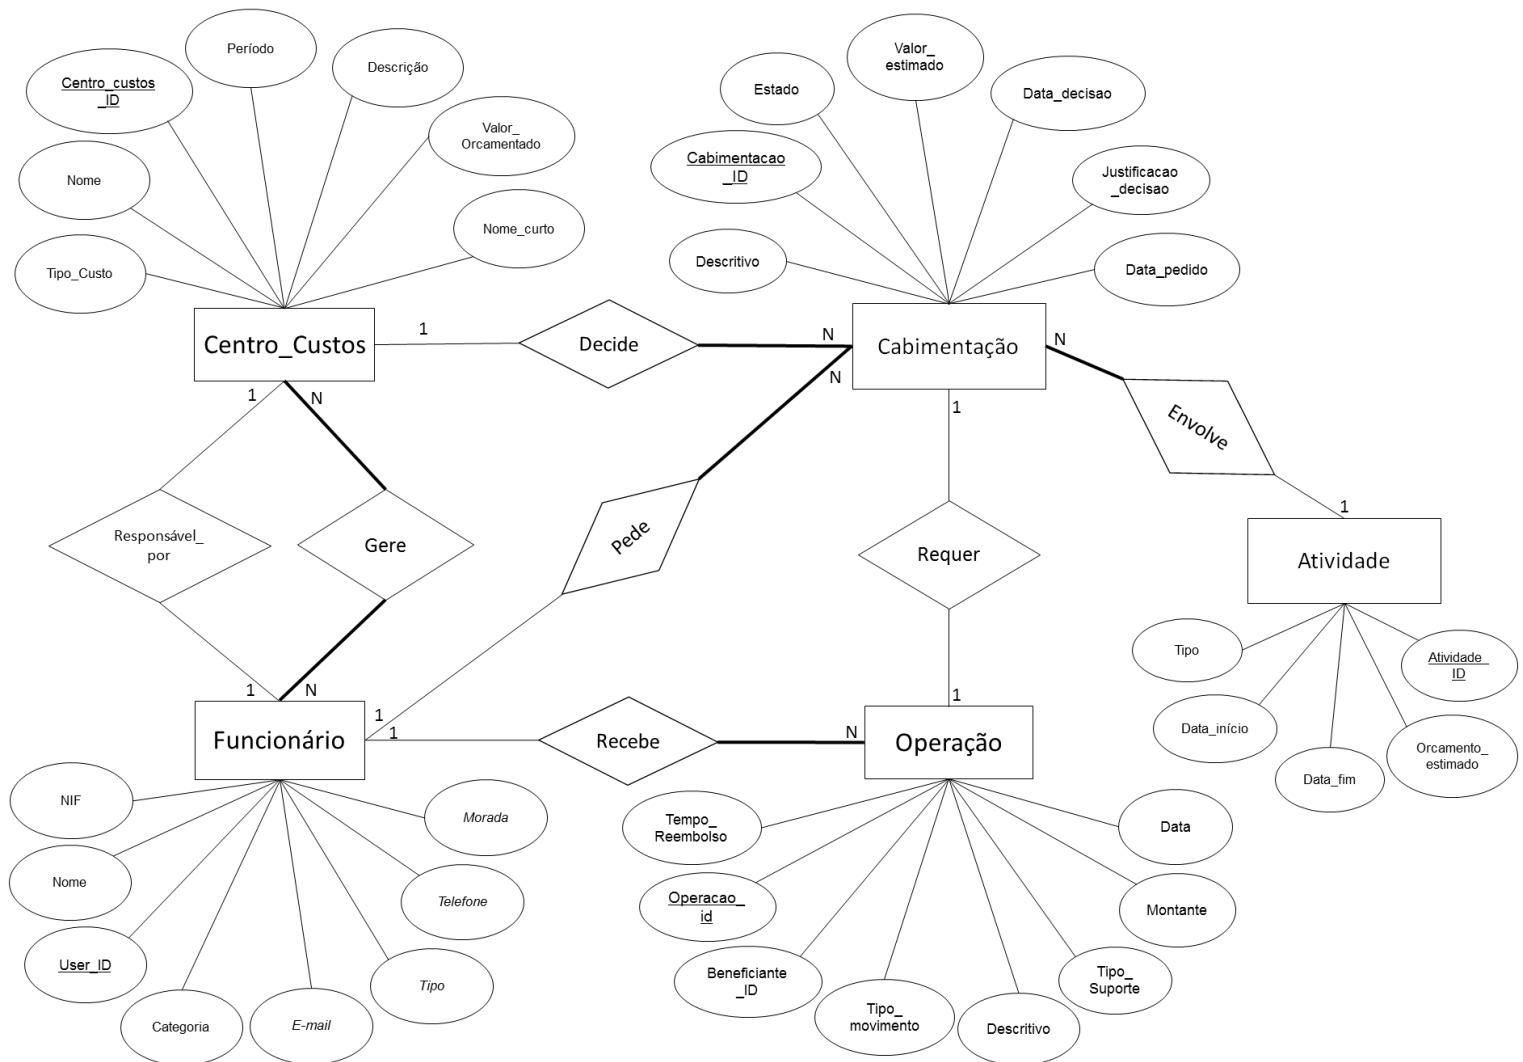 Período
Descrição
Centro_custos
_ID
Valor_
Orcamentado
Nome
Nome_curto
Tipo_Custo
Valor_
estimado
Estado
Data_decisao
Cabimentacao
_ID
Justificacao
_decisao
Descritivo
Data_pedido
Centro_Custos
1
Decide
N
Cabimentação
N
N
1
N
1
Envolve
Responsável_
por
Gere
Pede
Requer
1
Atividade
1
N
1
1
1
Funcionário
Recebe
N
Operação
Tipo
Atividade_
ID
Data_início
Orcamento_
estimado
Data_fim
NIF
Morada
Nome
Telefone
User_ID
Tipo
Categoria
E-mail
Tempo_
Reembolso
Data
Operacao_
id
Montante
Beneficiante
_ID
Tipo_
Suporte
Tipo_
movimento
Descritivo